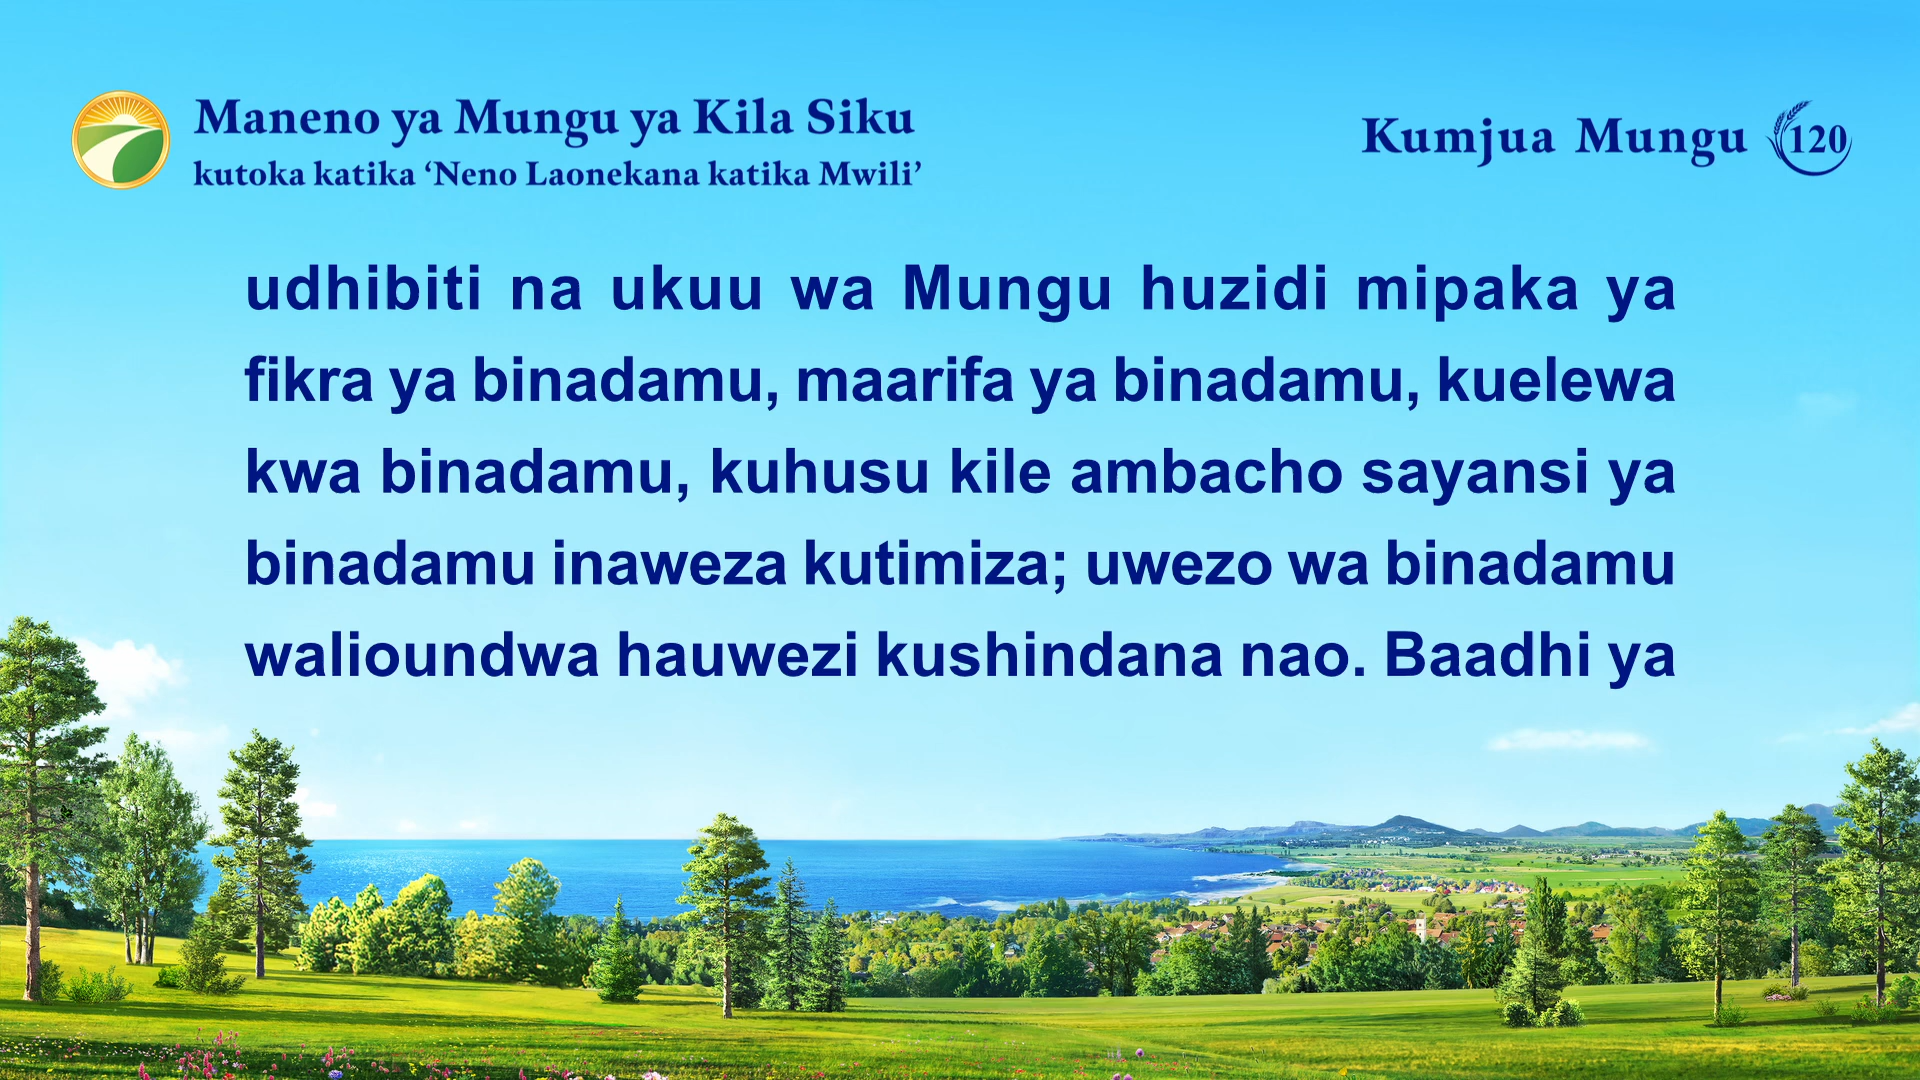 Maneno ya Mungu ya Kila Siku
kutoka katika ‘Neno Laonekana katika Mwili’
Kumjua Mungu 120
udhibiti na ukuu wa Mungu huzidi mipaka ya
fikra ya binadamu, maarifa ya binadamu, kuelewa
kwa binadamu, kuhusu kile ambacho sayansi ya
binadamu inaweza kutimiza; uwezo wa binadamu
walioundwa hauwezi kushindana nao. Baadhi ya